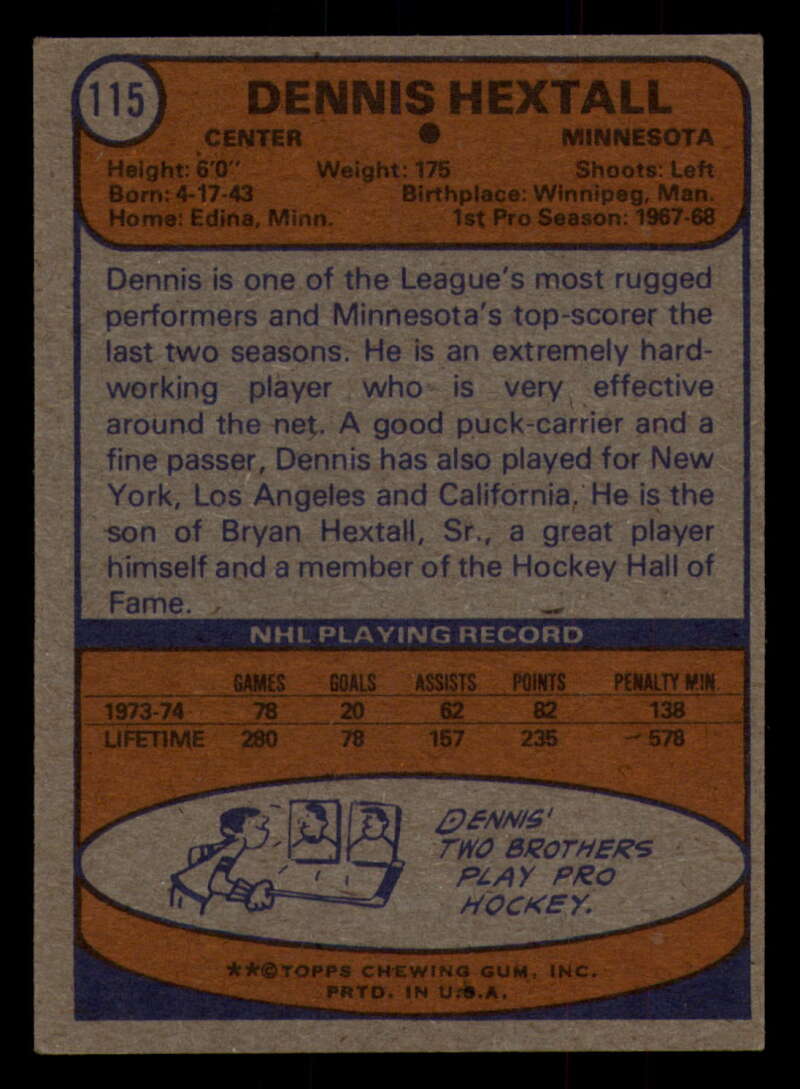 115
DENNIS HEXTALL
CENTER ● MINNESOTA
Height: 6'0" Weight: 175 Shoots: Left
Born: 4-17-43 Birthplace: Winnipeg, Man.
Home: Edina, Minn. 1st Pro Season: 1967-68
Dennis is one of the League's most rugged
performers and Minnesota's top-scorer the
last two seasons. He is an extremely hard-
working player who is very effective
around the net. A good puck-carrier and a
fine passer, Dennis has also played for New
York, Los Angeles and California. He is the
son of Bryan Hextall, Sr., a great player
himself and a member of the Hockey Hall of
Fame.
NHL PLAYING RECORD
GAMES GOALS ASSISTS POINTS PENALTY MIN.
1973-74 78 20 62 82 138
LIFETIME 280 78 157 235 578
DENNIS'
TWO BROTHERS
PLAY PRO
HOCKEY.
**©TOPPS CHEWING GUM, INC.
PRTD. IN U.S.A.